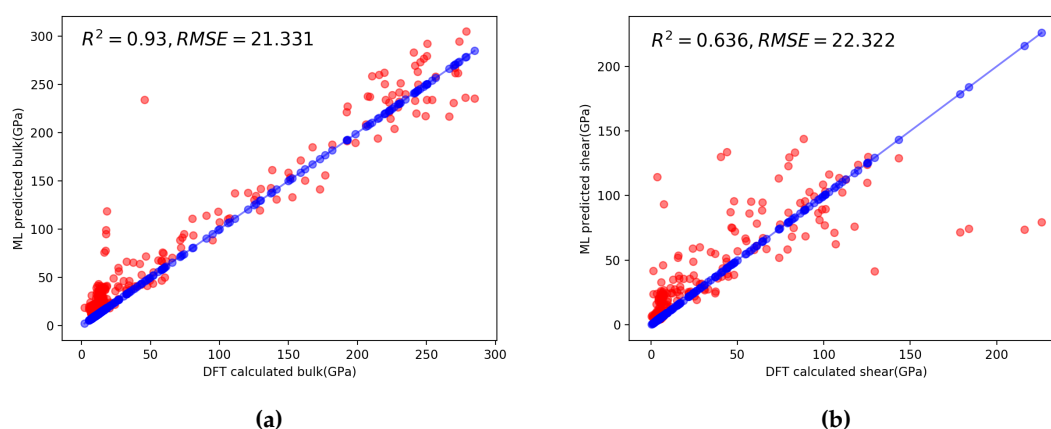 R² = 0.93, RMSE = 21.331
ML predicted bulk(GPa)
300
250
200
150
100
50
0
0 50 100 150 200 250 300
DFT calculated bulk(GPa)
(a)
R² = 0.636, RMSE = 22.322
ML predicted shear(GPa)
200
150
100
50
0
0 50 100 150 200
DFT calculated shear(GPa)
(b)